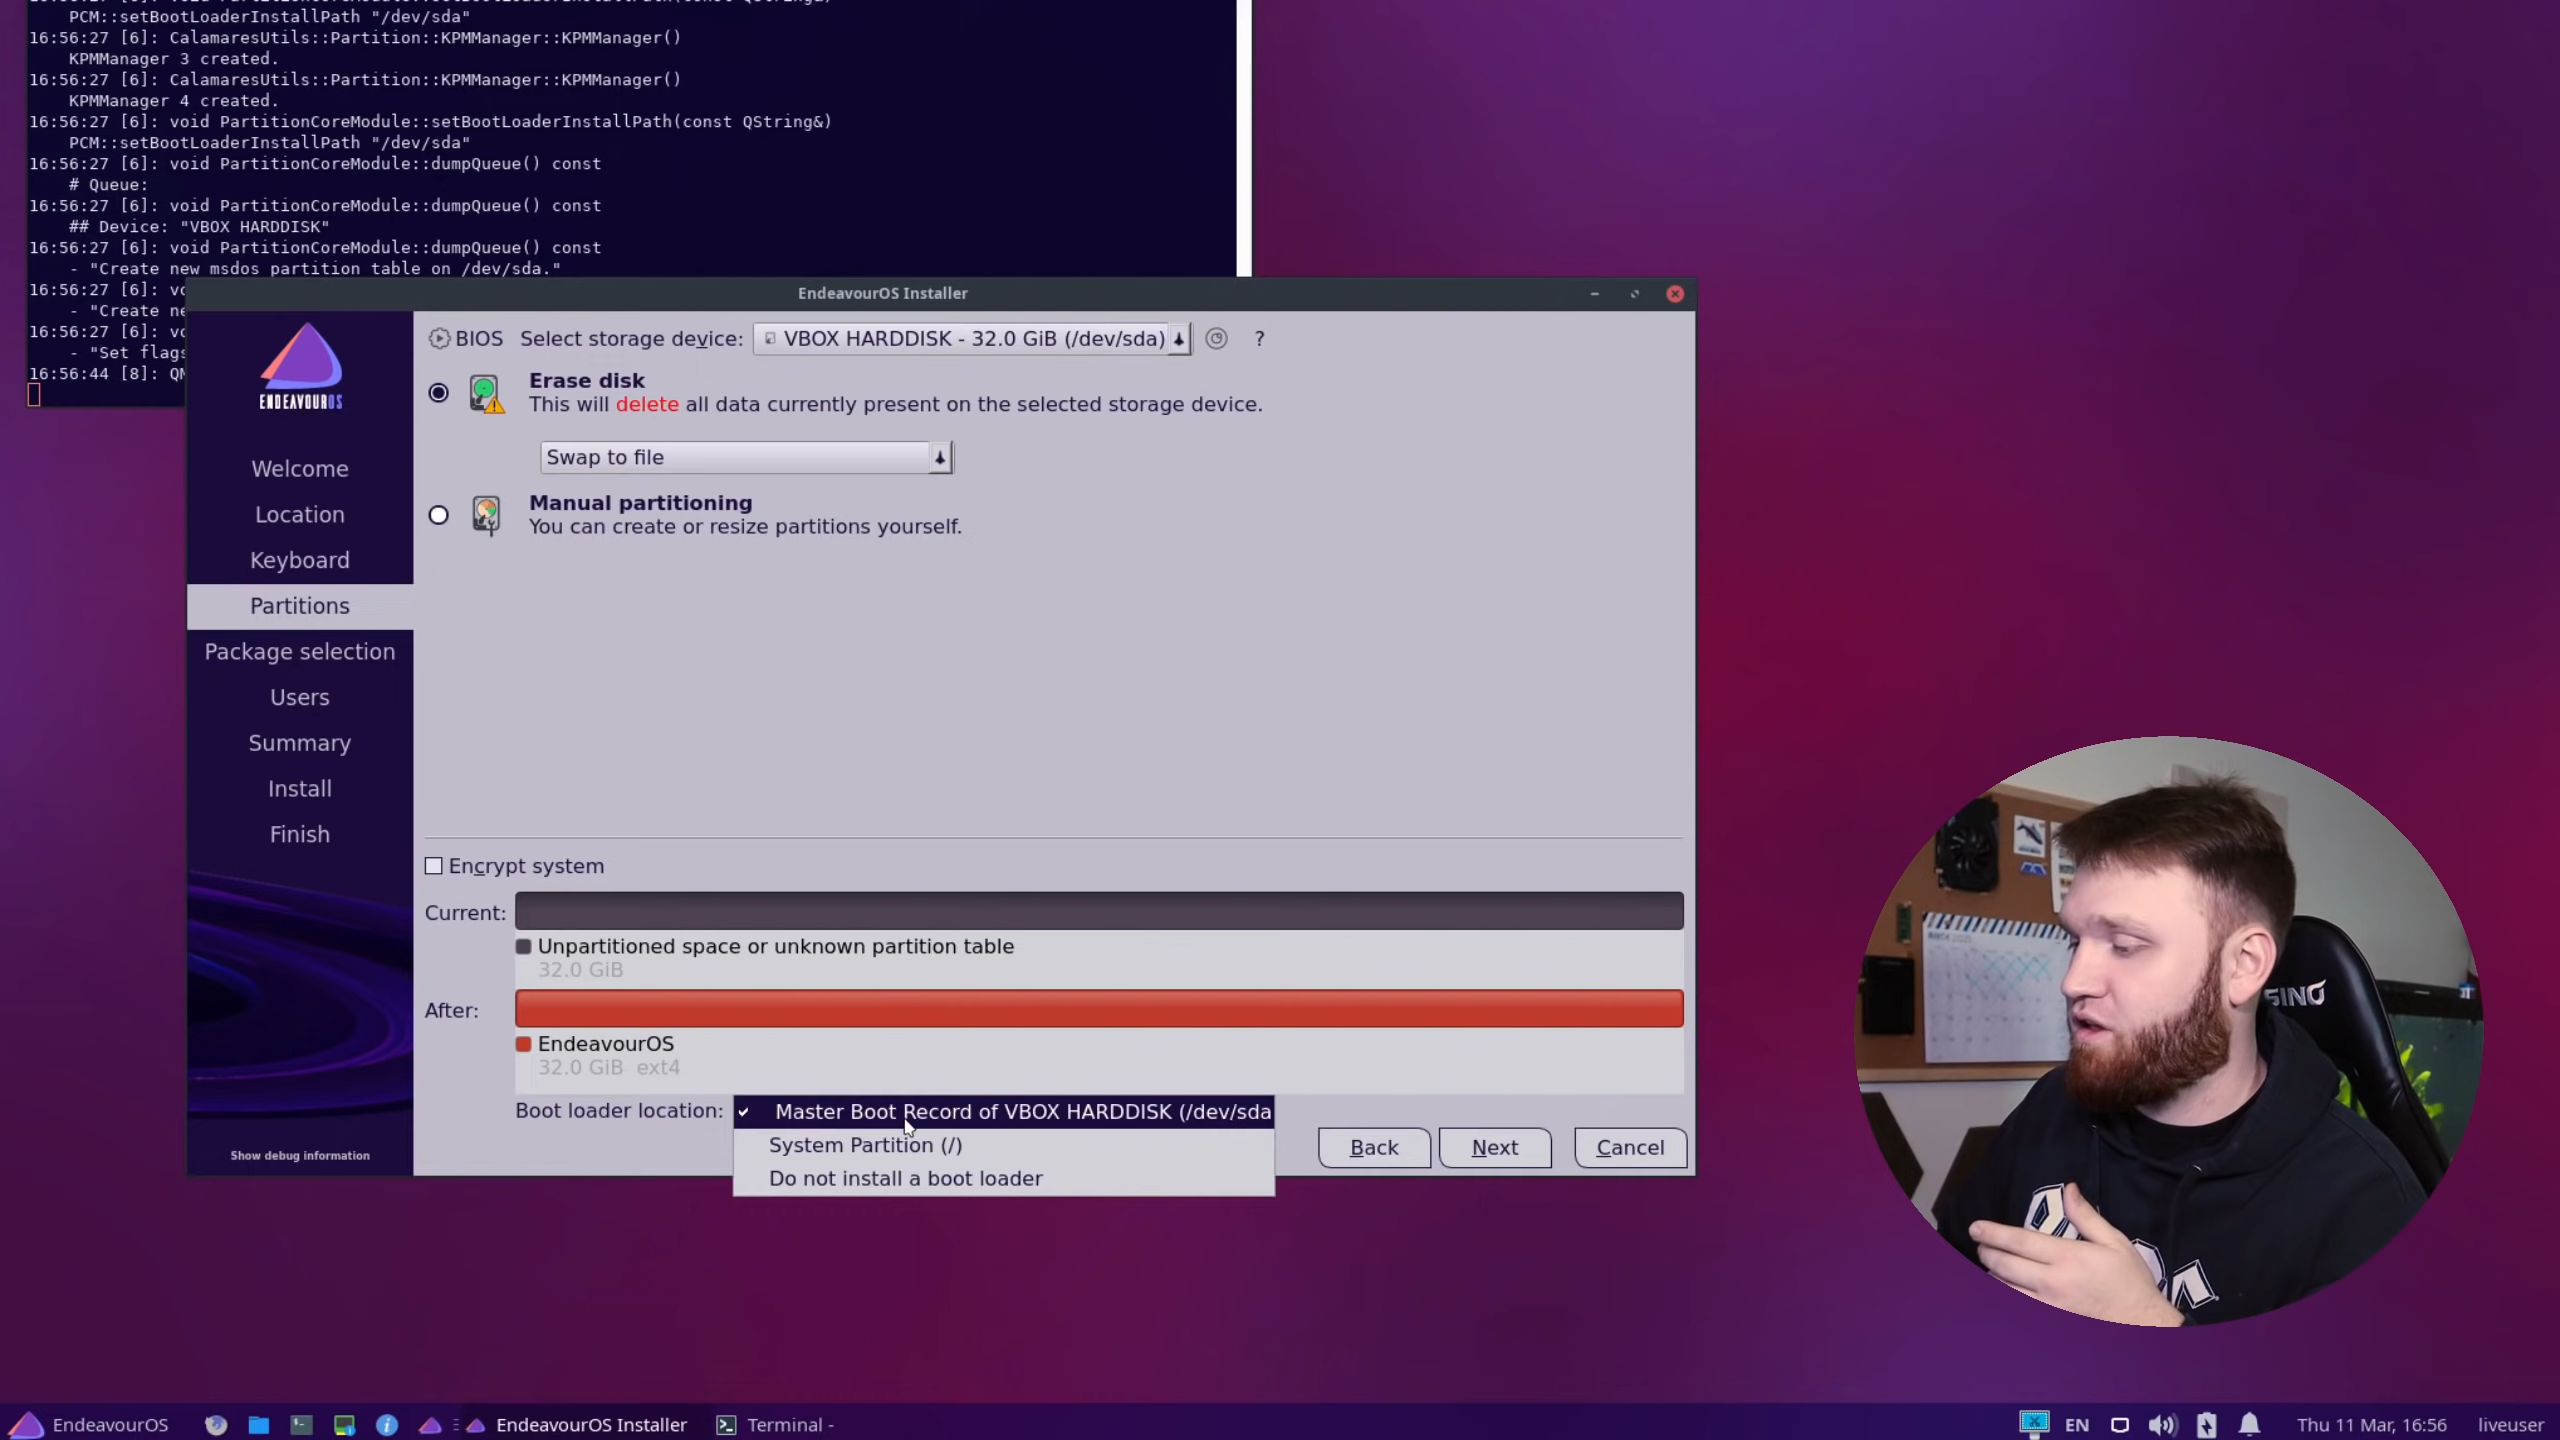 PCM::setBootLoaderInstallPath "/dev/sda"
16:56:27 [6]: CalamaresUtils::Partition::KPMManager::KPMManager()
KPMManager 3 created.
16:56:27 [6]: CalamaresUtils::Partition::KPMManager::KPMManager()
KPMManager 4 created.
16:56:27 [6]: void PartitionCoreModule::setBootLoaderInstallPath(const QString&)
PCM::setBootLoaderInstallPath "/dev/sda"
16:56:27 [6]: void PartitionCoreModule::dumpQueue() const
# Queue:
16:56:27 [6]: void PartitionCoreModule::dumpQueue() const
## Device: "VBOX HARDDISK"
16:56:27 [6]: void PartitionCoreModule::dumpQueue() const
- "Create new msdos partition table on /dev/sda."
16:56:27 [6]:
- "Create
16:56:27 [6]:
- "Set flags
16:56:44 [8]:
EndeavourOS Installer
ENDEAVOUROS
Welcome
Location
Keyboard
Partitions
Package selection
Users
Summary
Install
Finish
Show debug information
BIOS Select storage device: VBOX HARDDISK - 32.0 GiB (/dev/sda) ?
Erase disk
This will delete all data currently present on the selected storage device.
Swap to file
Manual partitioning
You can create or resize partitions yourself.
Encrypt system
Current:
Unpartitioned space or unknown partition table
32.0 GiB
After:
EndeavourOS
32.0 GiB ext4
Boot loader location: Master Boot Record of VBOX HARDDISK (/dev/sda
System Partition (/)
Do not install a boot loader
Back Next Cancel
SINO
EndeavourOS EndeavourOS Installer Terminal - EN Thu 11 Mar, 16:56 liveuser